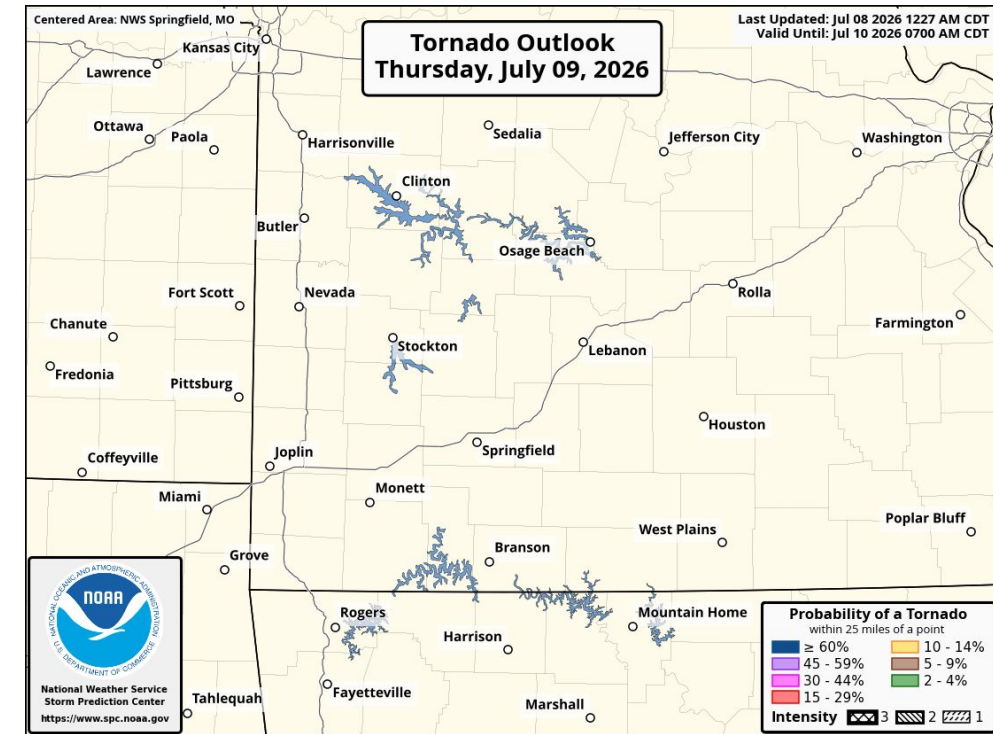 Centered Area: NWS Springfield, MO
Last Updated: Jul 08 2026 1227 AM CDT
Valid Until: Jul 10 2026 0700 AM CDT
Tornado Outlook
Thursday, July 09, 2026
Kansas City
Lawrence
Ottawa
Paola
Harrisonville
Sedalia
Jefferson City
Washington
Clinton
Butler
Osage Beach
Fort Scott
Nevada
Rolla
Chanute
Farmington
Stockton
Lebanon
Fredonia
Pittsburg
Houston
Coffeyville
Joplin
Springfield
Miami
Monett
West Plains
Poplar Bluff
Grove
Branson
Rogers
Mountain Home
Harrison
Tahlequah
Fayetteville
Marshall
NATIONAL OCEANIC AND ATMOSPHERIC ADMINISTRATION
NOAA
U.S. DEPARTMENT OF COMMERCE
National Weather Service
Storm Prediction Center
https://www.spc.noaa.gov
Probability of a Tornado
within 25 miles of a point
≥ 60% 10 - 14%
45 - 59% 5 - 9%
30 - 44% 2 - 4%
15 - 29%
Intensity 3 2 1